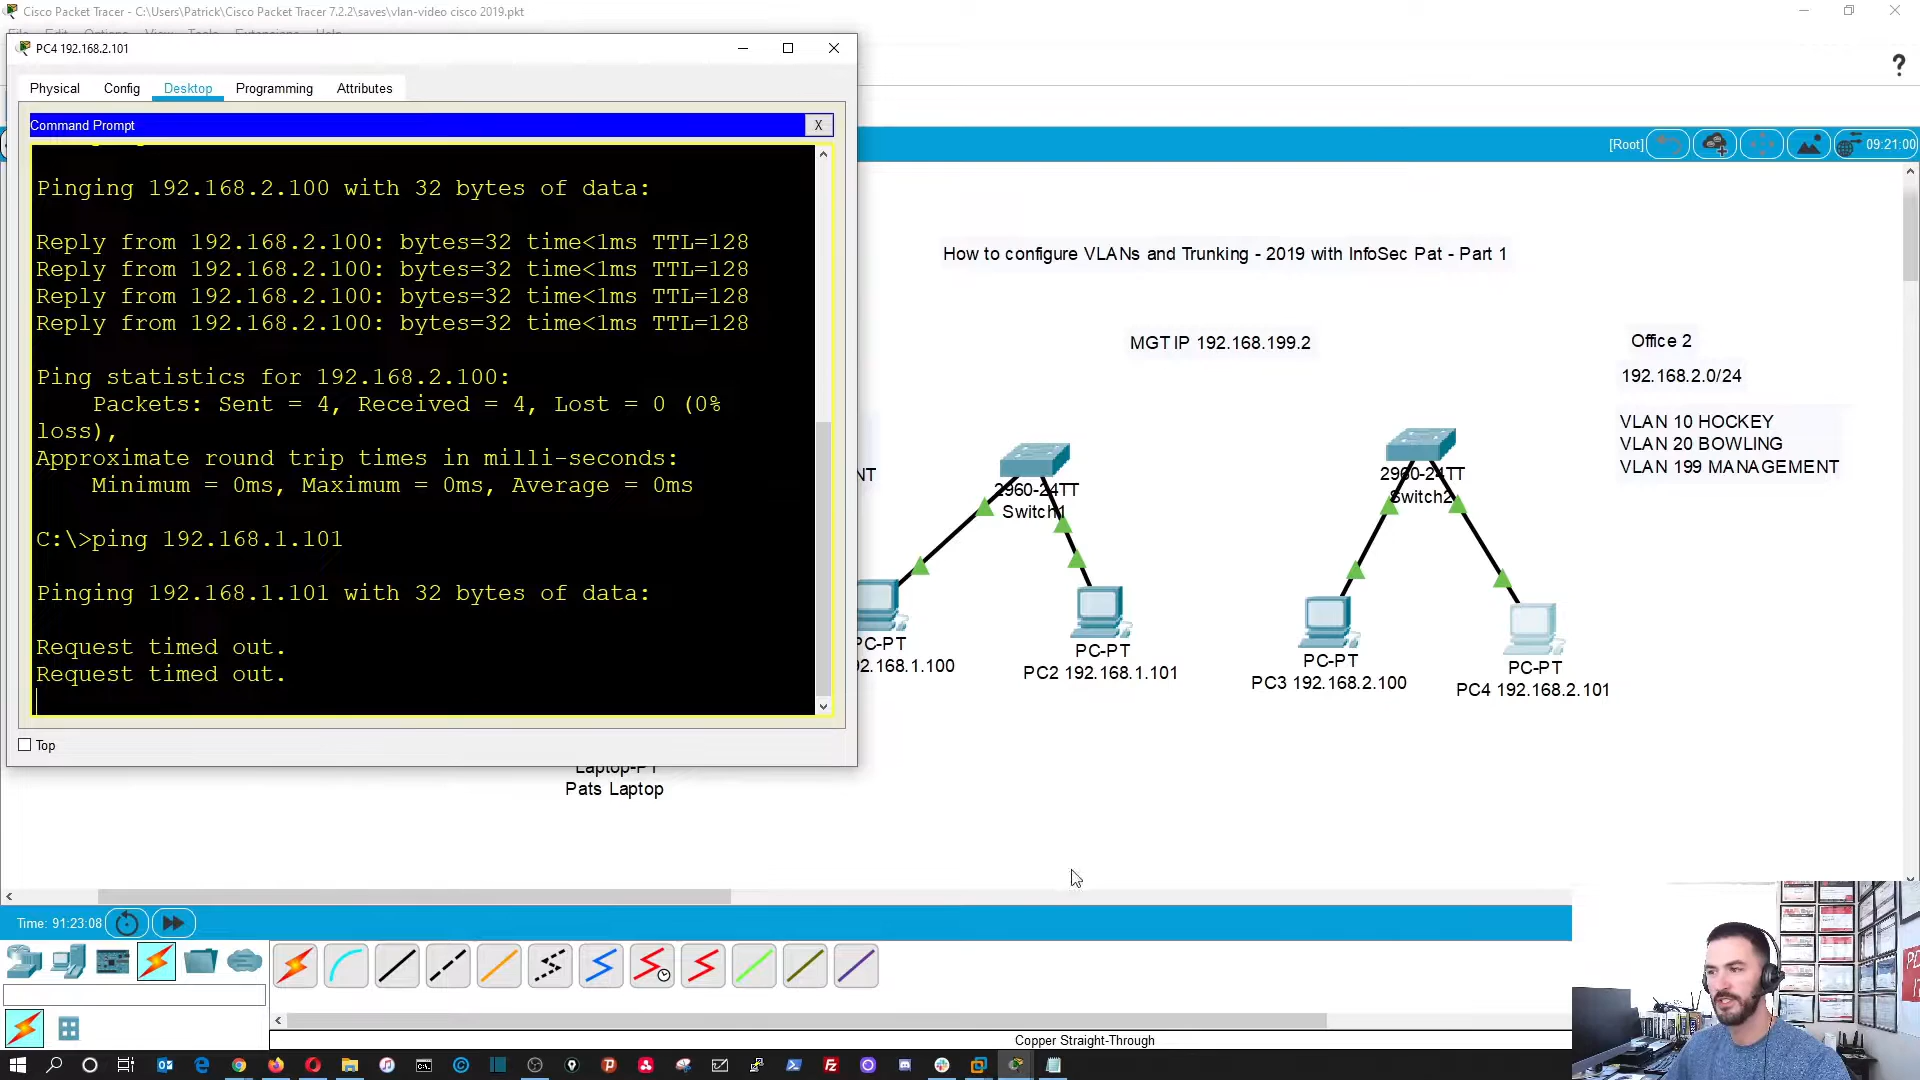 Cisco Packet Tracer - C:\Users\Patrick\Cisco Packet Tracer 7.2.2\saves\vlan-video cisco 2019.pkt
PC4 192.168.2.101
Physical
Config
Desktop
Programming
Attributes
Command Prompt
X
Pinging 192.168.2.100 with 32 bytes of data:
Reply from 192.168.2.100: bytes=32 time<1ms TTL=128
Reply from 192.168.2.100: bytes=32 time<1ms TTL=128
Reply from 192.168.2.100: bytes=32 time<1ms TTL=128
Reply from 192.168.2.100: bytes=32 time<1ms TTL=128
Ping statistics for 192.168.2.100:
Packets: Sent = 4, Received = 4, Lost = 0 (0%
loss),
Approximate round trip times in milli-seconds:
Minimum = 0ms, Maximum = 0ms, Average = 0ms
C:\>ping 192.168.1.101
Pinging 192.168.1.101 with 32 bytes of data:
Request timed out.
Request timed out.
Top
?
[Root]
09:21:00
How to configure VLANs and Trunking - 2019 with InfoSec Pat - Part 1
MGT IP 192.168.199.2
Office 2
192.168.2.0/24
VLAN 10 HOCKEY
VLAN 20 BOWLING
VLAN 199 MANAGEMENT
NT
2960-24TT
Switch1
2960-24TT
Switch2
PC-PT
92.168.1.100
PC-PT
PC2 192.168.1.101
PC-PT
PC3 192.168.2.100
PC-PT
PC4 192.168.2.101
Laptop-PT
Pats Laptop
Time: 91:23:08
Copper Straight-Through